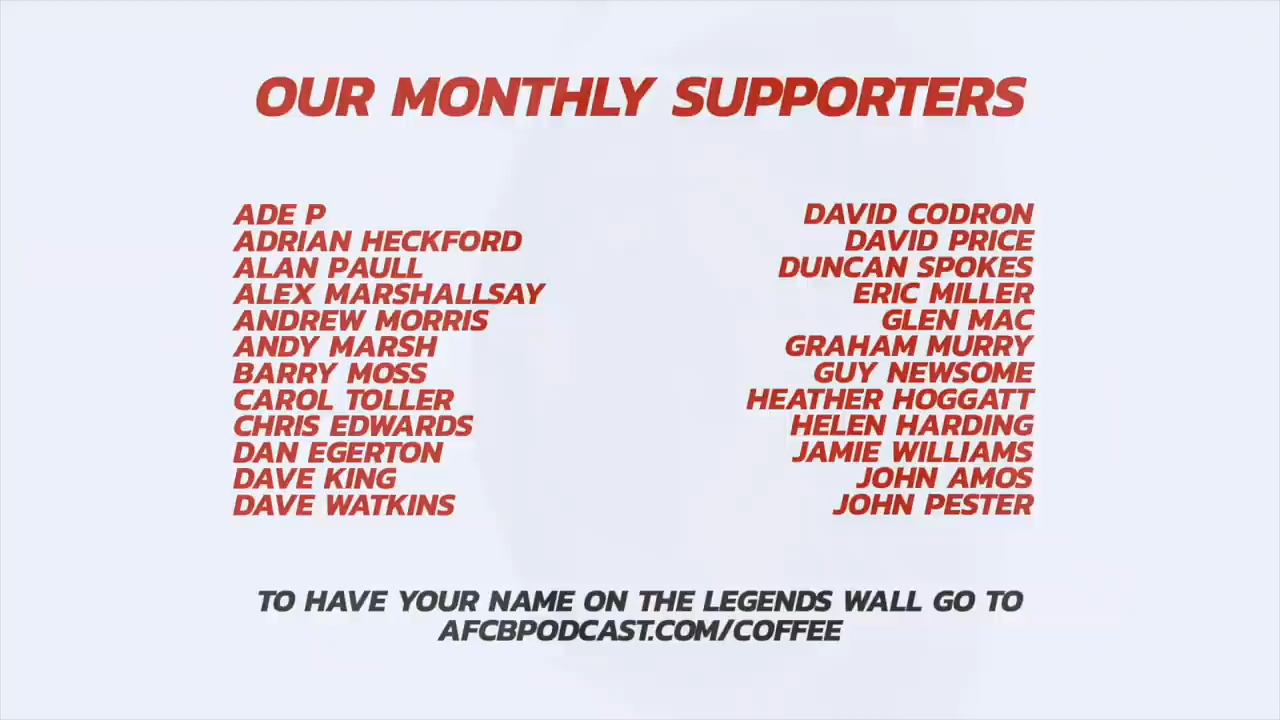 OUR MONTHLY SUPPORTERS
ADE P
ADRIAN HECKFORD
ALAN PAULL
ALEX MARSHALLSAY
ANDREW MORRIS
ANDY MARSH
BARRY MOSS
CAROL TOLLER
CHRIS EDWARDS
DAN EGERTON
DAVE KING
DAVE WATKINS
DAVID CODRON
DAVID PRICE
DUNCAN SPOKES
ERIC MILLER
GLEN MAC
GRAHAM MURRY
GUY NEWSOME
HEATHER HOGGATT
HELEN HARDING
JAMIE WILLIAMS
JOHN AMOS
JOHN PESTER
TO HAVE YOUR NAME ON THE LEGENDS WALL GO TO
AFCBPODCAST.COM/COFFEE